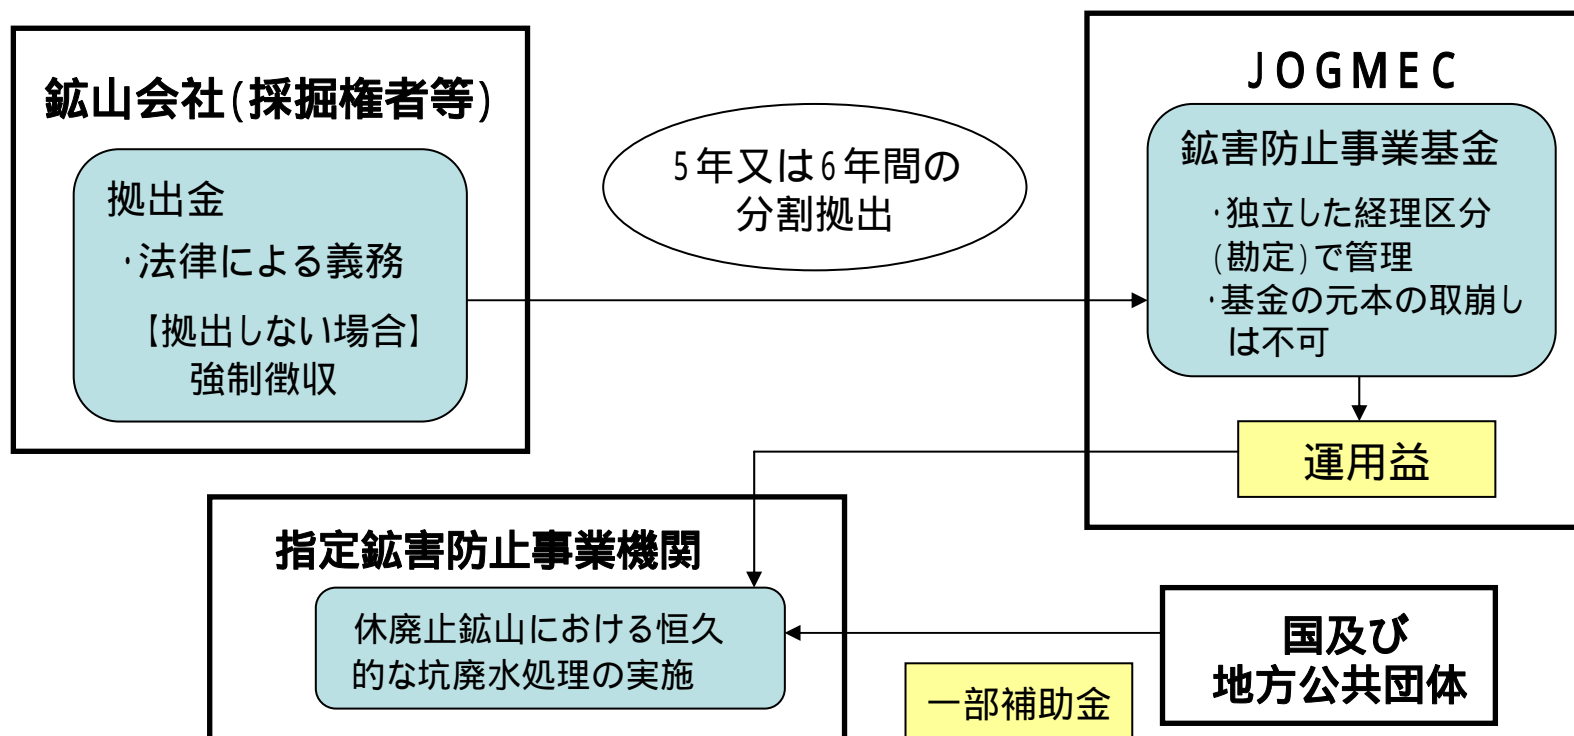 鉱山会社(採掘権者等)
拠出金
・法律による義務
【拠出しない場合】
強制徴収
5年又は6年間の
分割拠出
JOGMEC
鉱害防止事業基金
・独立した経理区分
(勘定)で管理
・基金の元本の取崩し
は不可
運用益
指定鉱害防止事業機関
休廃止鉱山における恒久
的な坑廃水処理の実施
一部補助金
国及び
地方公共団体